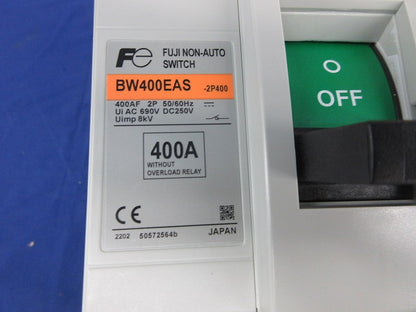 Fe FUJI NON-AUTO
SWITCH
BW400EAS -2P400
400AF 2P 50/60Hz
Ui AC 690V DC250V
Uimp 8kV
400A
WITHOUT
OVERLOAD RELAY
CE
2202 50572564b JAPAN
O
OFF